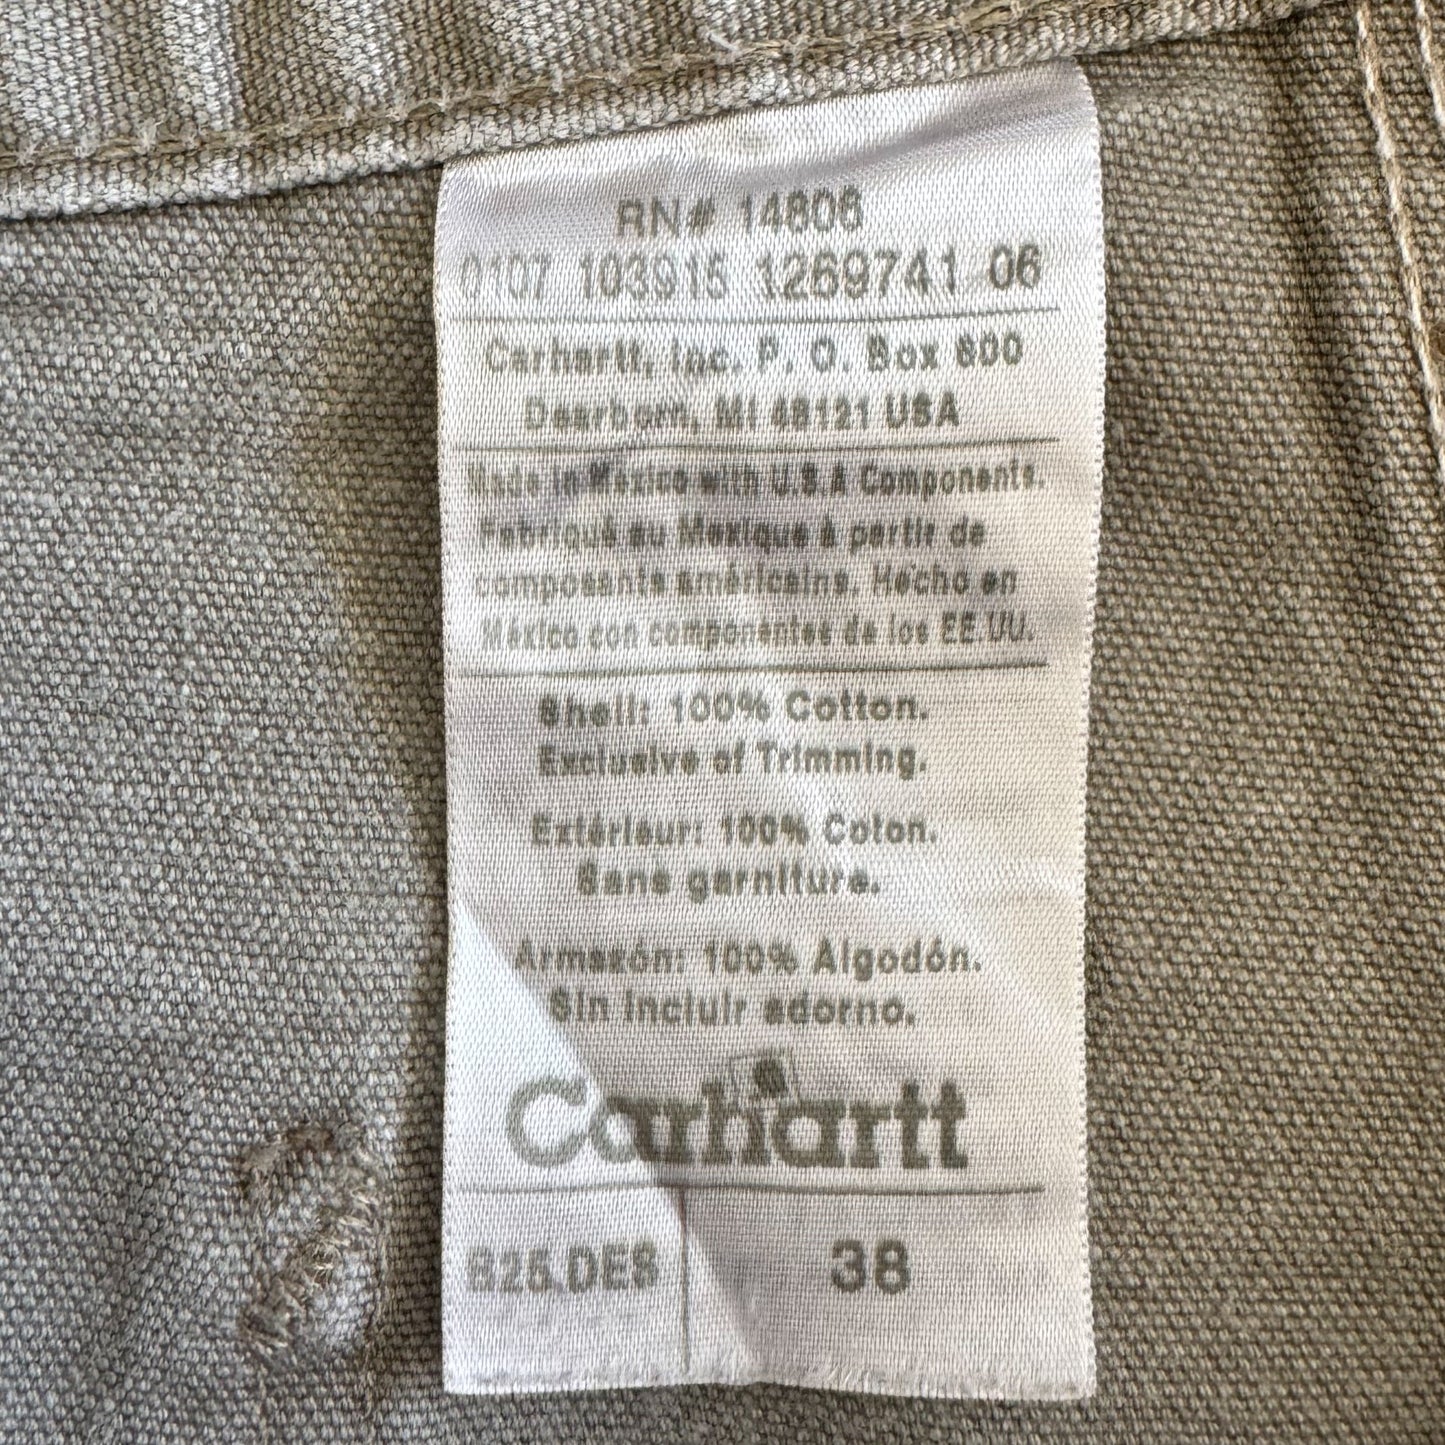 RN# 14806
0107 103915 1269741 06
Carhartt, Inc. P. O. Box 600
Dearborn, MI 48121 USA
Made in Mexico with U.S.A Components.
Fabriqué au Mexique à partir de
composants américains. Hecho en
México con componentes de los EE.UU.
Shell: 100% Cotton.
Exclusive of Trimming.
Extérieur: 100% Coton.
Sans garniture.
Armazón: 100% Algodón.
Sin incluir adorno.
Carhartt
B25.DES 38